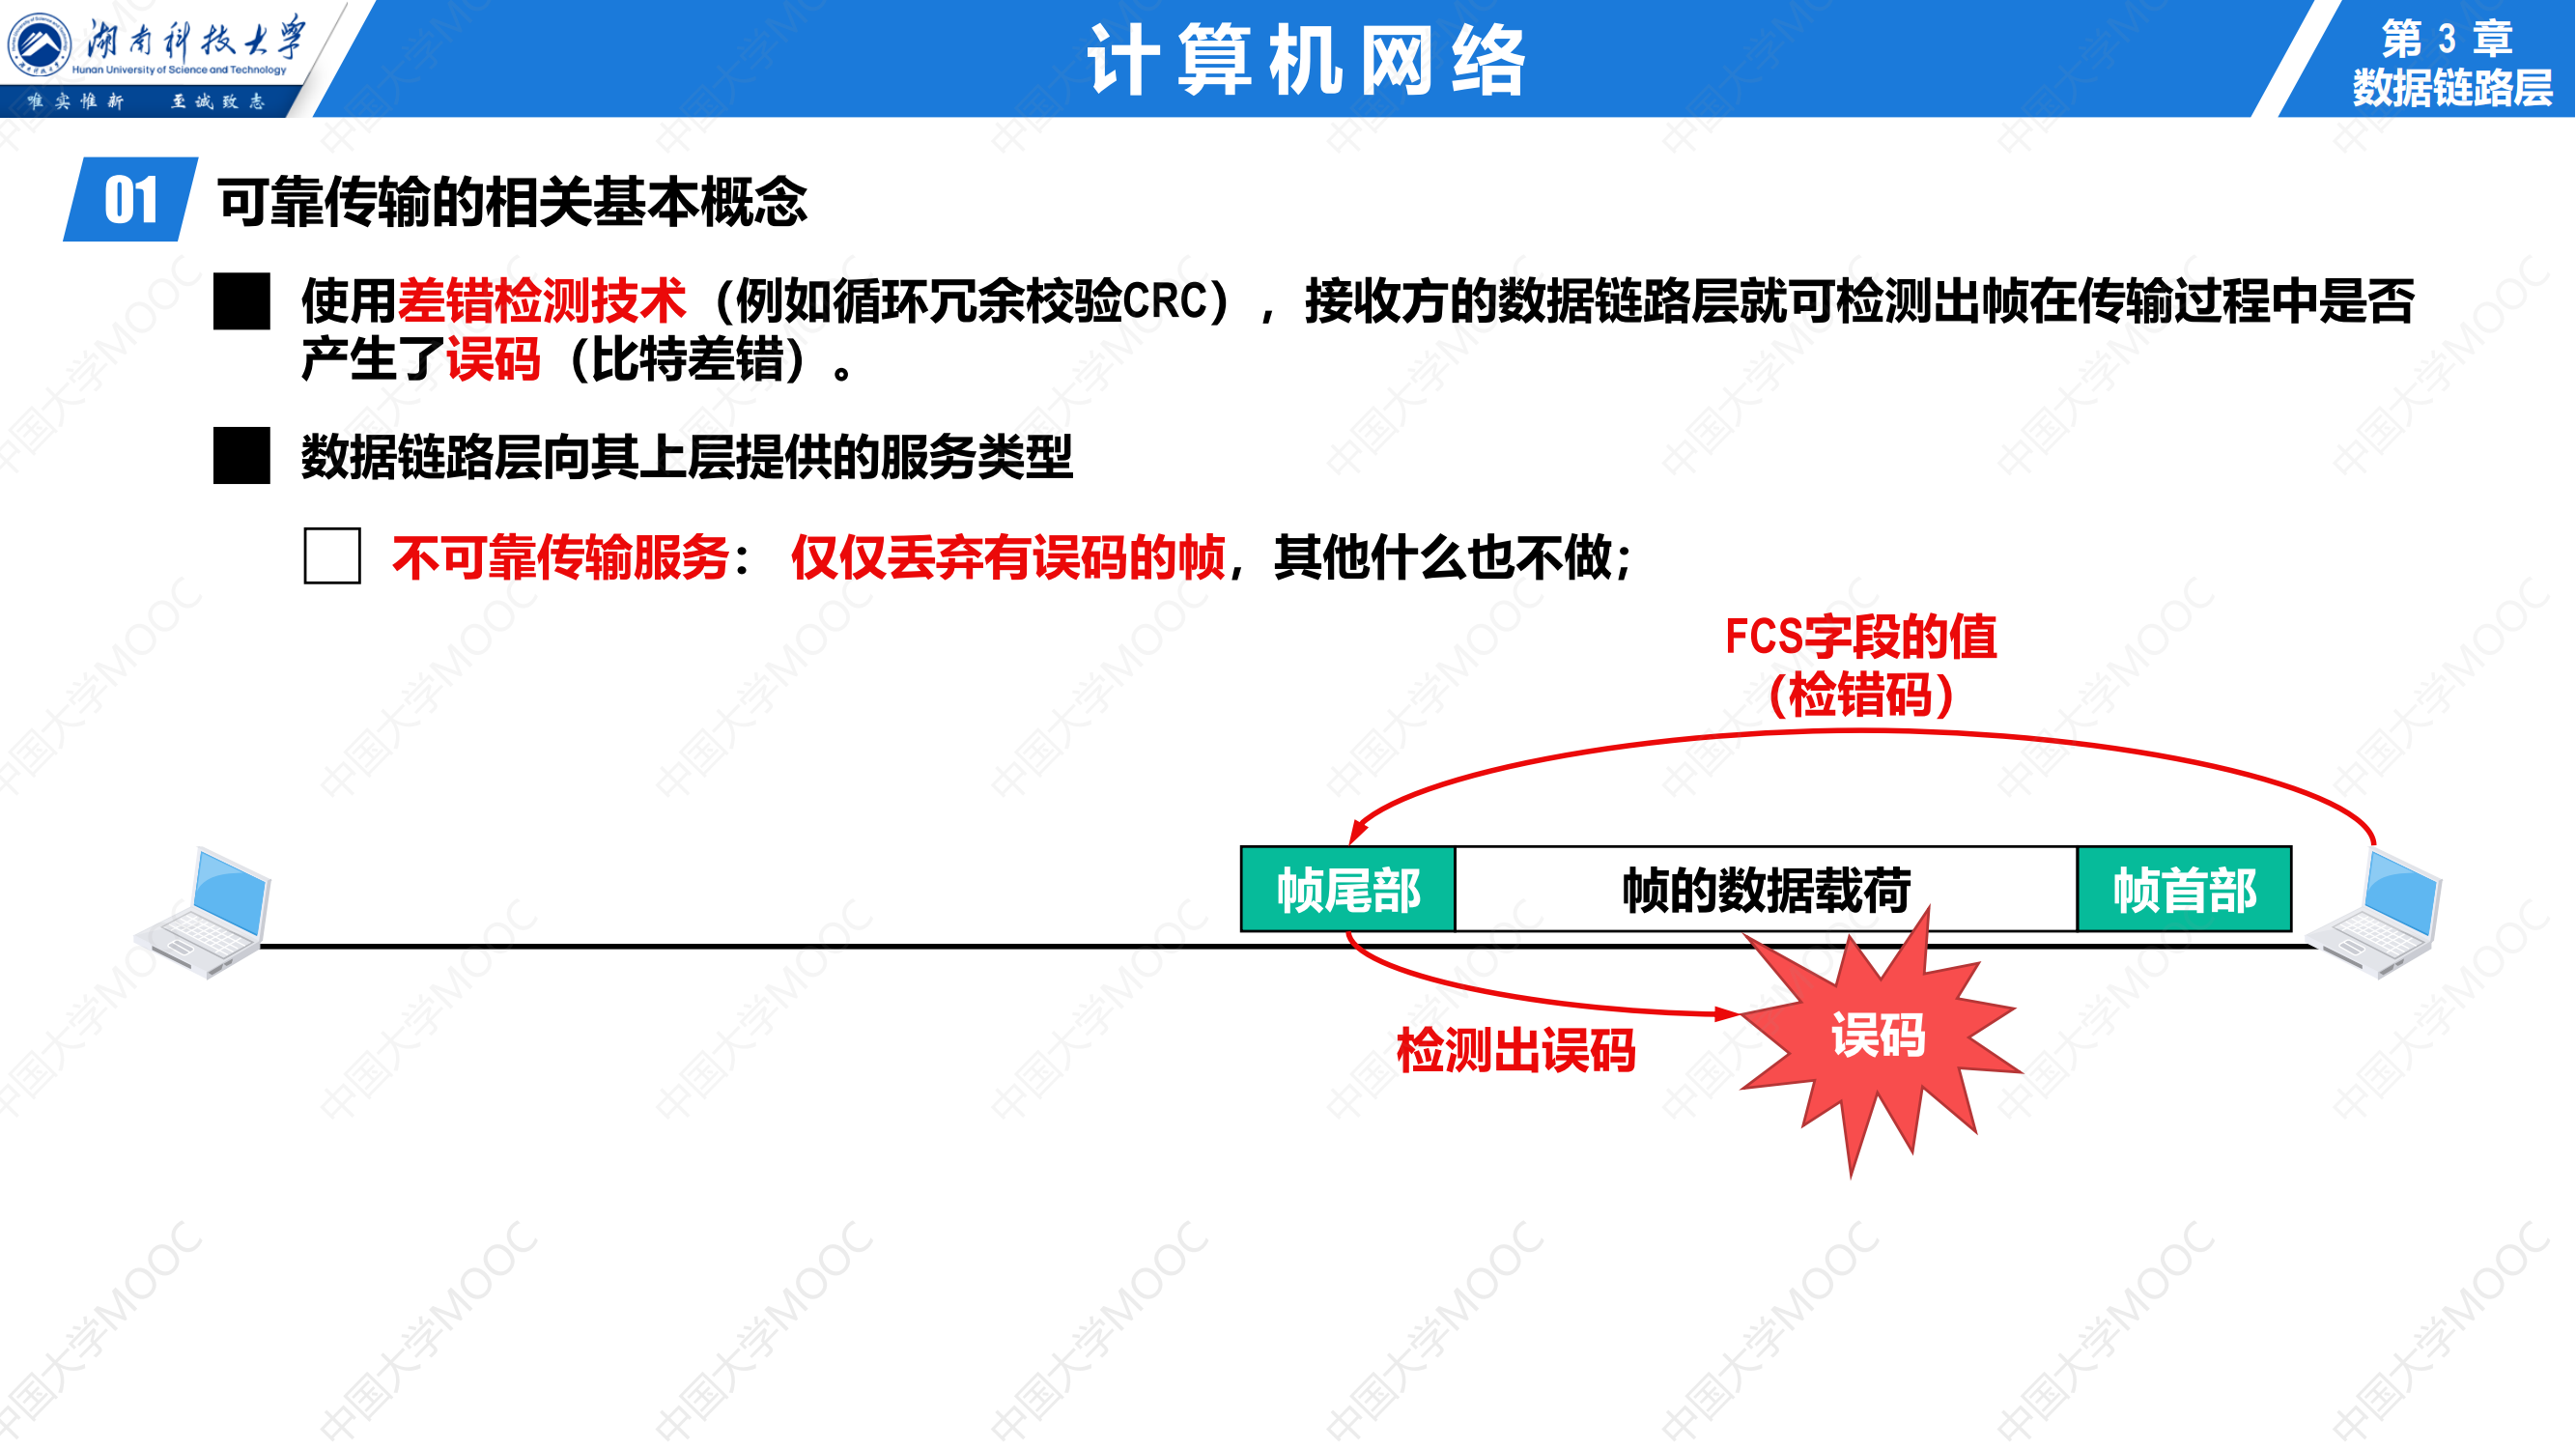 湖南科技大学
Hunan University of Science and Technology
唯实惟新 至诚致志
计算机网络
第 3 章
数据链路层
01 可靠传输的相关基本概念
使用差错检测技术（例如循环冗余校验CRC），接收方的数据链路层就可检测出帧在传输过程中是否
产生了误码（比特差错）。
数据链路层向其上层提供的服务类型
不可靠传输服务： 仅仅丢弃有误码的帧，其他什么也不做；
FCS字段的值
（检错码）
帧尾部 帧的数据载荷 帧首部
误码
检测出误码
中国大学MOOC